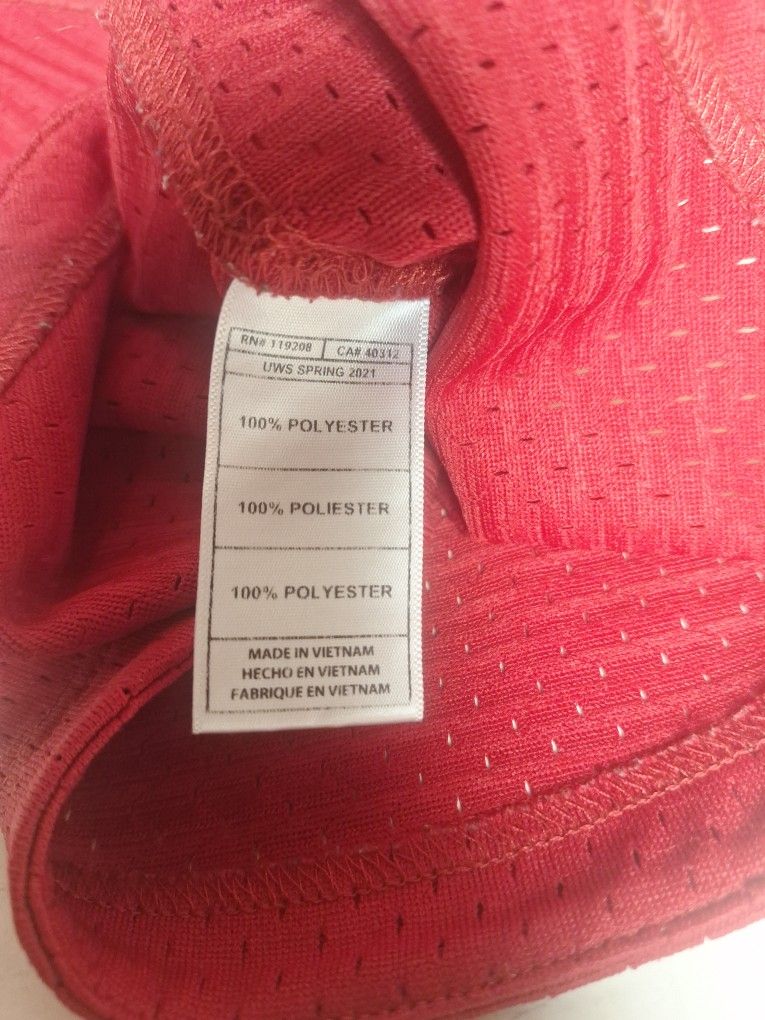 RN# 119208 CA# 40312
UWS SPRING 2021
100% POLYESTER
100% POLIESTER
100% POLYESTER
MADE IN VIETNAM
HECHO EN VIETNAM
FABRIQUE EN VIETNAM